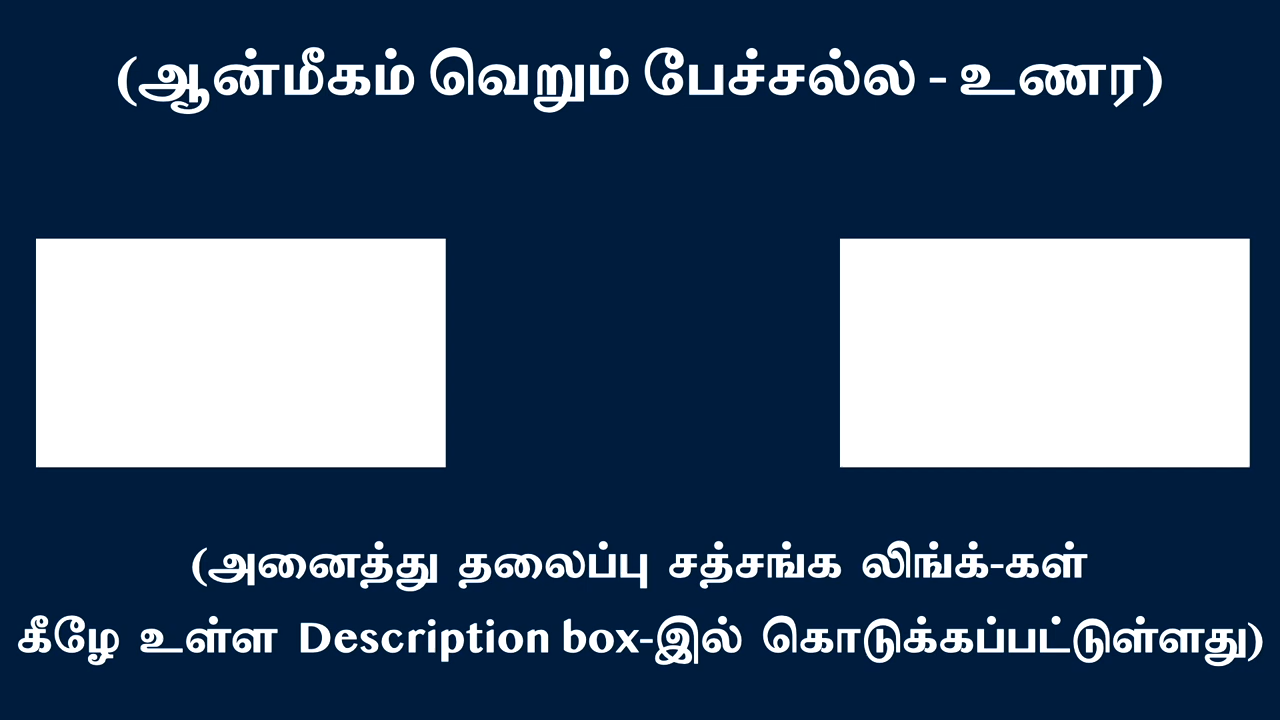 (ஆன்மீகம் வெறும் பேச்சல்ல - உணர)
(அனைத்து தலைப்பு சத்சங்க லிங்க்-கள்
கீழே உள்ள Description box-இல் கொடுக்கப்பட்டுள்ளது)